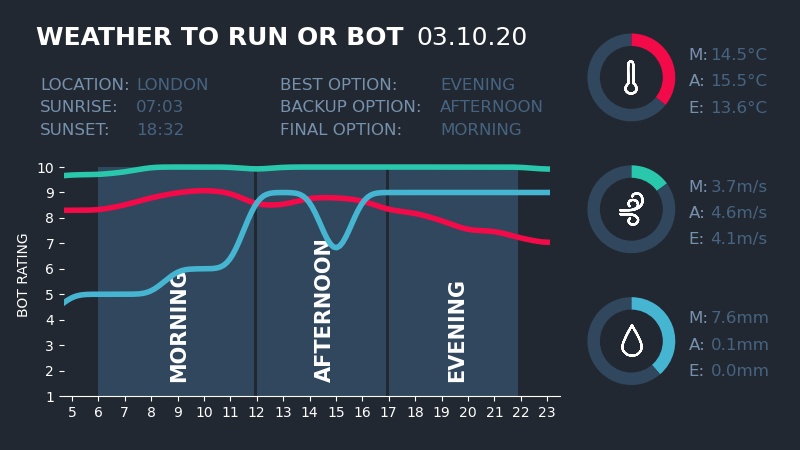 WEATHER TO RUN OR BOT 03.10.20
LOCATION: LONDON
SUNRISE: 07:03
SUNSET: 18:32
BEST OPTION: EVENING
BACKUP OPTION: AFTERNOON
FINAL OPTION: MORNING
M: 14.5°C
A: 15.5°C
E: 13.6°C
M: 3.7m/s
A: 4.6m/s
E: 4.1m/s
M: 7.6mm
A: 0.1mm
E: 0.0mm
BOT RATING
10
9
8
7
6
5
4
3
2
1
MORNING
AFTERNOON
EVENING
5 6 7 8 9 10 11 12 13 14 15 16 17 18 19 20 21 22 23